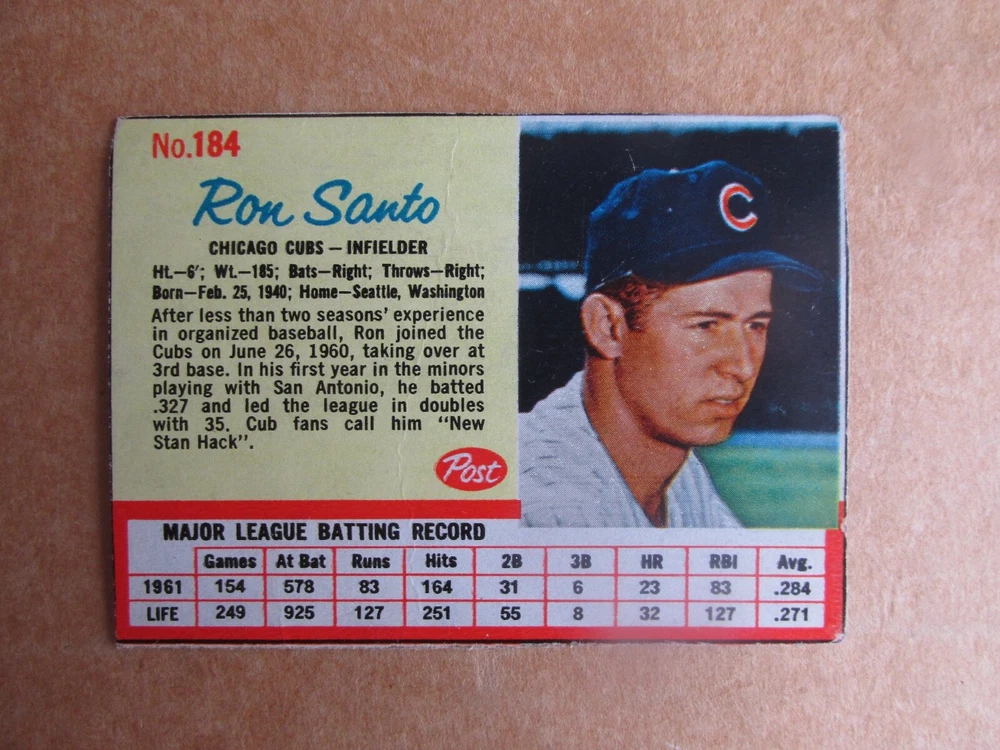 No.184
Ron Santo
CHICAGO CUBS – INFIELDER
Ht.–6'; Wt.–185; Bats–Right; Throws–Right;
Born–Feb. 25, 1940; Home–Seattle, Washington
After less than two seasons' experience
in organized baseball, Ron joined the
Cubs on June 26, 1960, taking over at
3rd base. In his first year in the minors
playing with San Antonio, he batted
.327 and led the league in doubles
with 35. Cub fans call him "New
Stan Hack".
Post
C
MAJOR LEAGUE BATTING RECORD
Games At Bat Runs Hits 2B 3B HR RBI Avg.
1961 154 578 83 164 31 6 23 83 .284
LIFE 249 925 127 251 55 8 32 127 .271